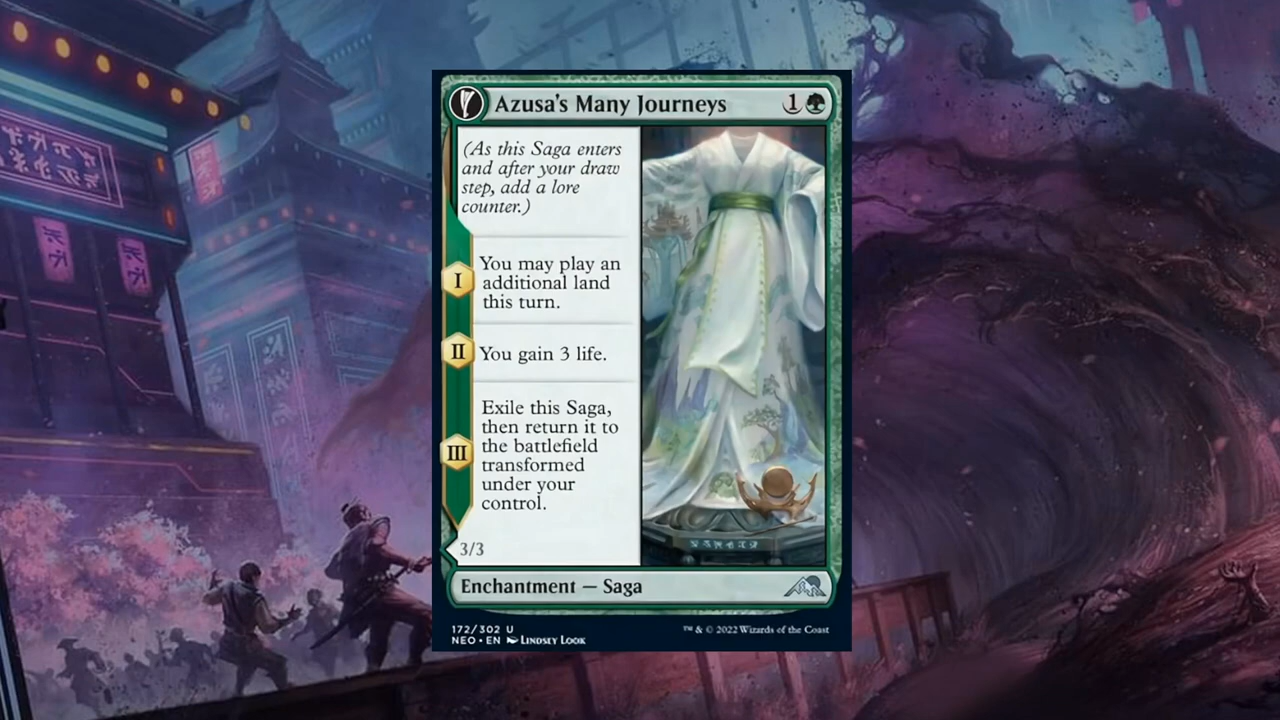 Azusa's Many Journeys 1
(As this Saga enters
and after your draw
step, add a lore
counter.)
I
You may play an
additional land
this turn.
II
You gain 3 life.
III
Exile this Saga,
then return it to
the battlefield
transformed
under your
control.
3/3
Enchantment — Saga
172/302 U
NEO • EN Lindsey Look
™ & © 2022 Wizards of the Coast